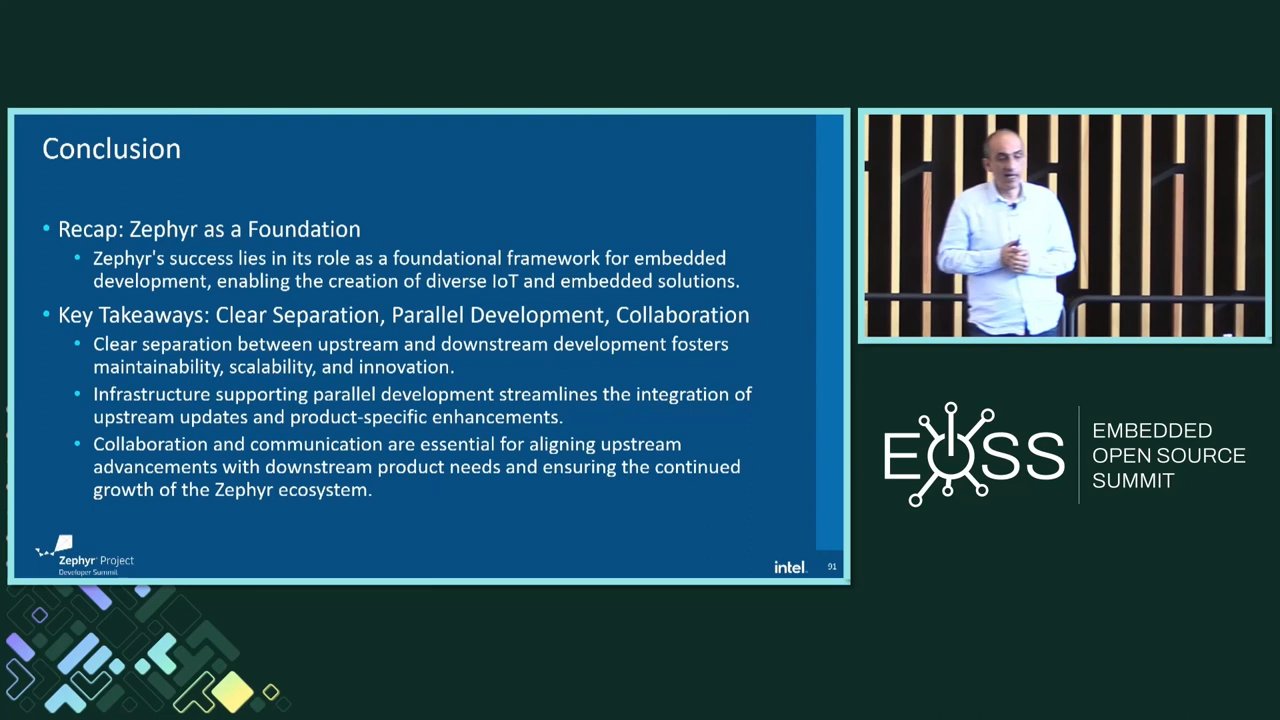 Conclusion
• Recap: Zephyr as a Foundation
• Zephyr's success lies in its role as a foundational framework for embedded
development, enabling the creation of diverse IoT and embedded solutions.
• Key Takeaways: Clear Separation, Parallel Development, Collaboration
• Clear separation between upstream and downstream development fosters
maintainability, scalability, and innovation.
• Infrastructure supporting parallel development streamlines the integration of
upstream updates and product-specific enhancements.
• Collaboration and communication are essential for aligning upstream
advancements with downstream product needs and ensuring the continued
growth of the Zephyr ecosystem.
Zephyr® Project
Developer Summit
intel.
91
EOSS
EMBEDDED
OPEN SOURCE
SUMMIT